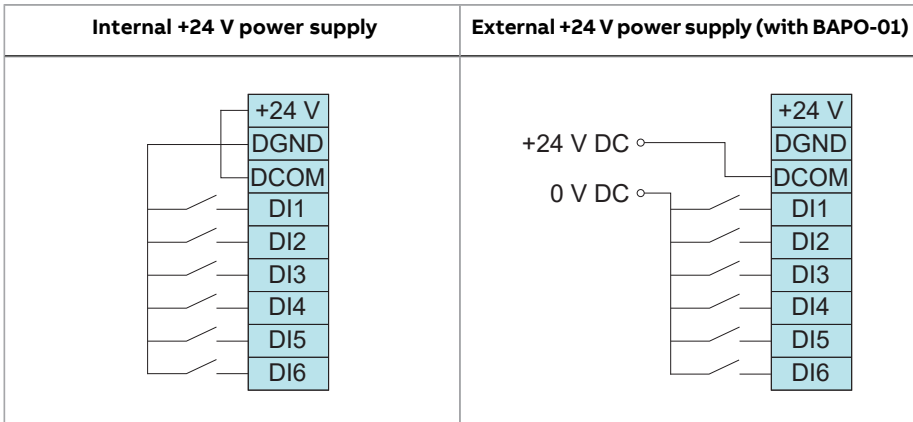 Internal +24 V power supply
External +24 V power supply (with BAPO-01)
+24 V
DGND
DCOM
DI1
DI2
DI3
DI4
DI5
DI6
+24 V DC
0 V DC
+24 V
DGND
DCOM
DI1
DI2
DI3
DI4
DI5
DI6